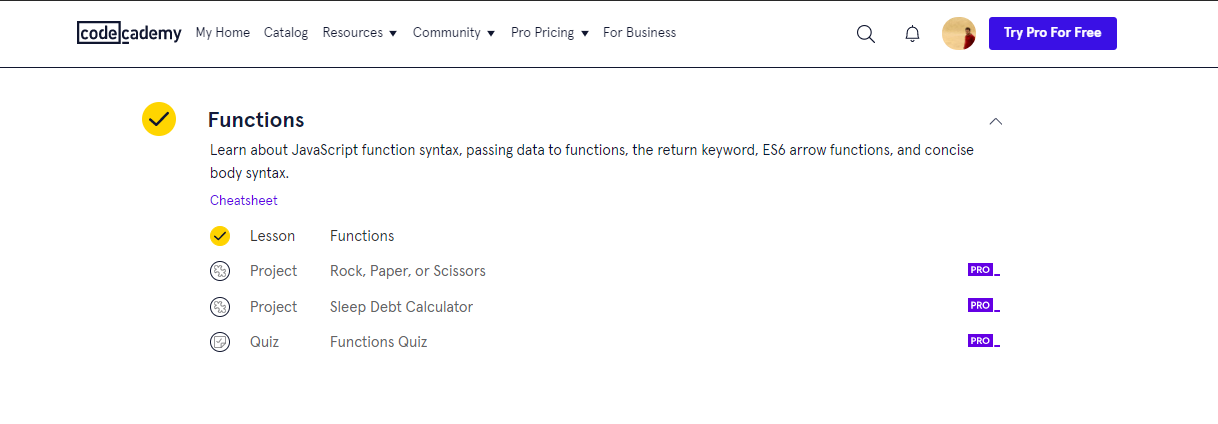 codecademy My Home Catalog Resources Community Pro Pricing For Business Try Pro For Free
Functions
Learn about JavaScript function syntax, passing data to functions, the return keyword, ES6 arrow functions, and concise
body syntax.
Cheatsheet
Lesson Functions
Project Rock, Paper, or Scissors PRO
Project Sleep Debt Calculator PRO
Quiz Functions Quiz PRO